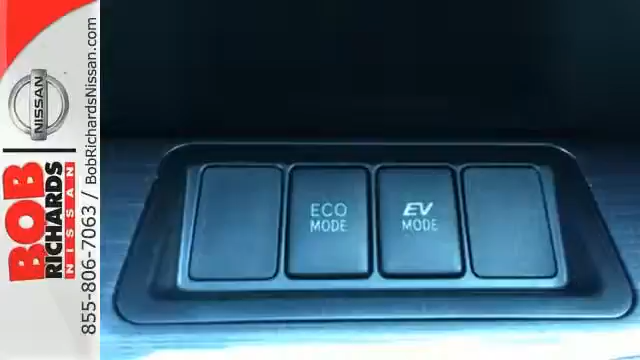 NISSAN
BOB
RICHARDS
NISSAN
855-806-7063 / BobRichardsNissan.com
ECO
MODE
EV
MODE